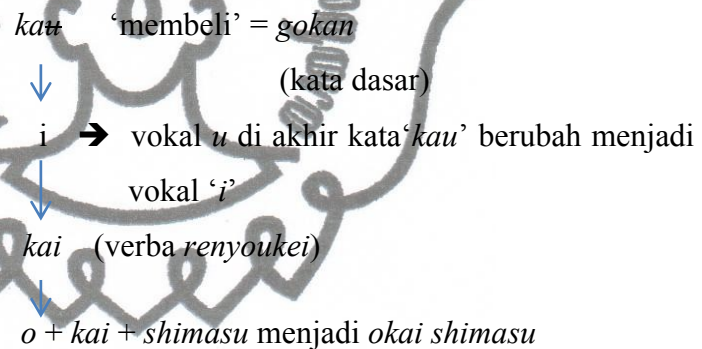 kau ‘membeli’ = gokan
(kata dasar)
i ➔ vokal u di akhir kata‘kau’ berubah menjadi
vokal ‘i’
kai (verba renyoukei)
o + kai + shimasu menjadi okai shimasu